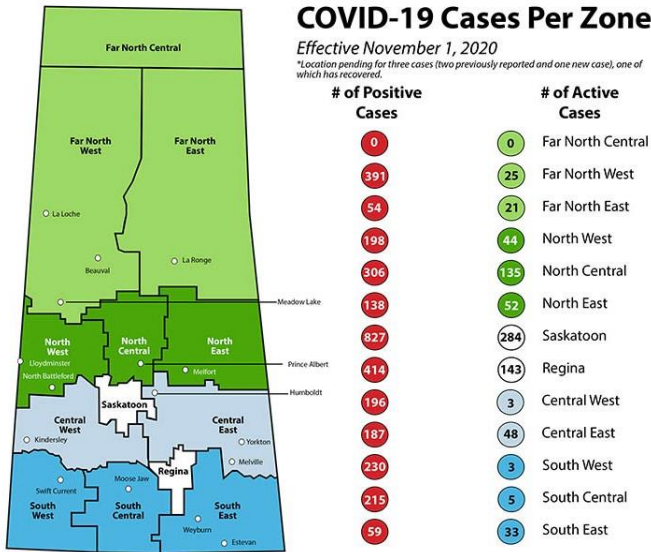 COVID-19 Cases Per Zone
Effective November 1, 2020
*Location pending for three cases (two previously reported and one new case), one of
which has recovered.
# of Positive
Cases
# of Active
Cases
0 0 Far North Central
391 25 Far North West
54 21 Far North East
198 44 North West
306 135 North Central
138 52 North East
827 284 Saskatoon
414 143 Regina
196 3 Central West
187 48 Central East
230 3 South West
215 5 South Central
59 33 South East
Far North Central
Far North
West
Far North
East
La Loche
Beauval
La Ronge
Meadow Lake
North
West
North
Central
North
East
Lloydminster
North Battleford
Prince Albert
Melfort
Humboldt
Saskatoon
Central
West
Central
East
Kindersley
Yorkton
Melville
Regina
Swift Current
Moose Jaw
South
West
South
Central
South
East
Weyburn
Estevan